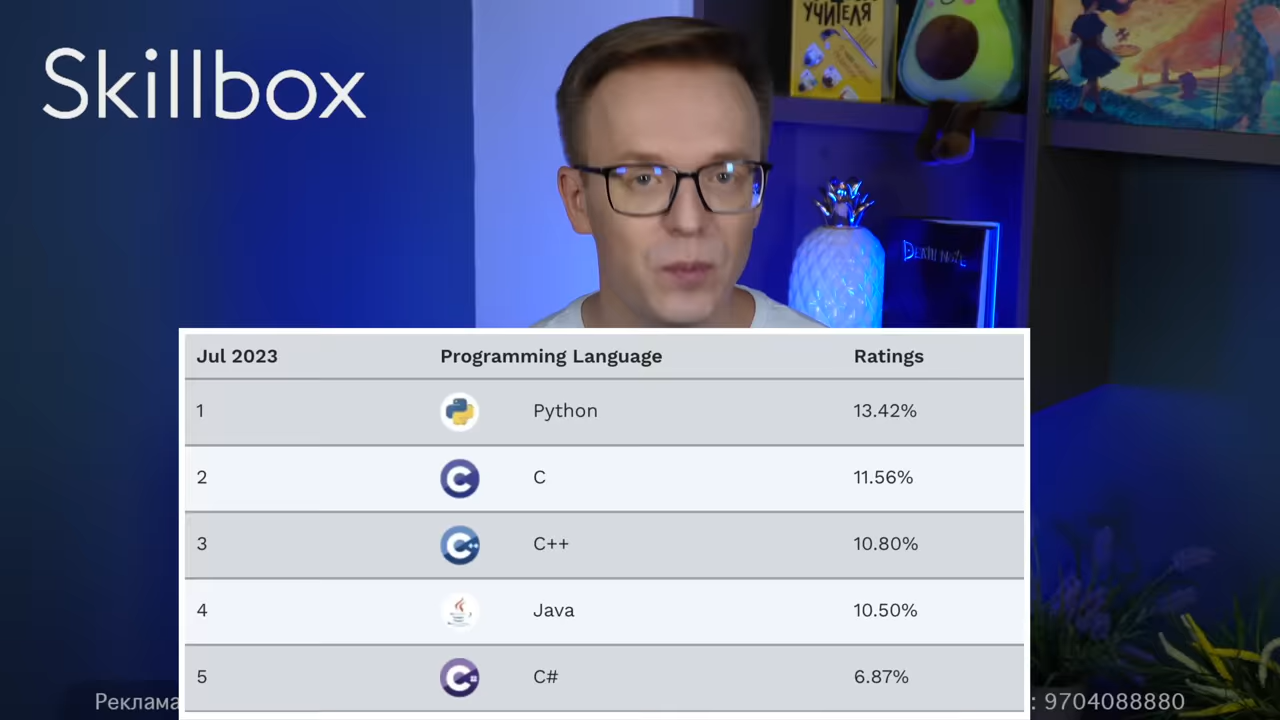 УЧИТЕЛЯ
Skillbox
DEATH NOTE
Jul 2023 Programming Language Ratings
1 Python 13.42%
2 C 11.56%
3 C++ 10.80%
4 Java 10.50%
5 C# 6.87%
Реклама : 9704088880